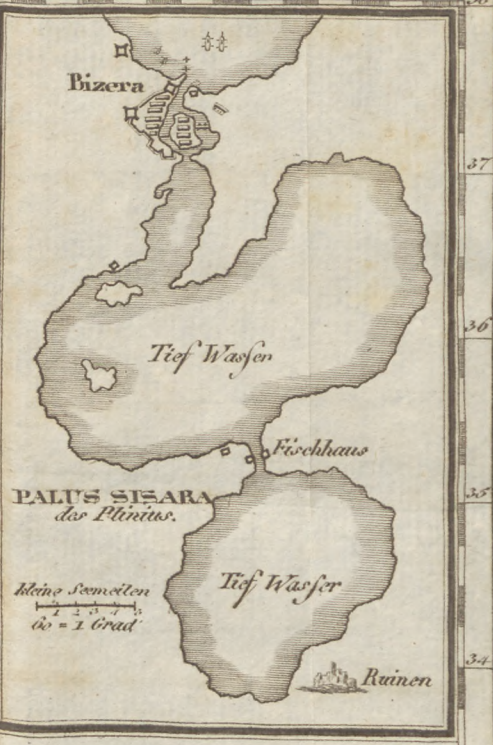 Bizera
37
36
Tief Waſser
Fischhaus
PALUS SISARA
des Plinius.
35
Tief Waſser
kleine Seemeilen
1 2 3 4 5
60 = 1 Grad
34
Ruinen